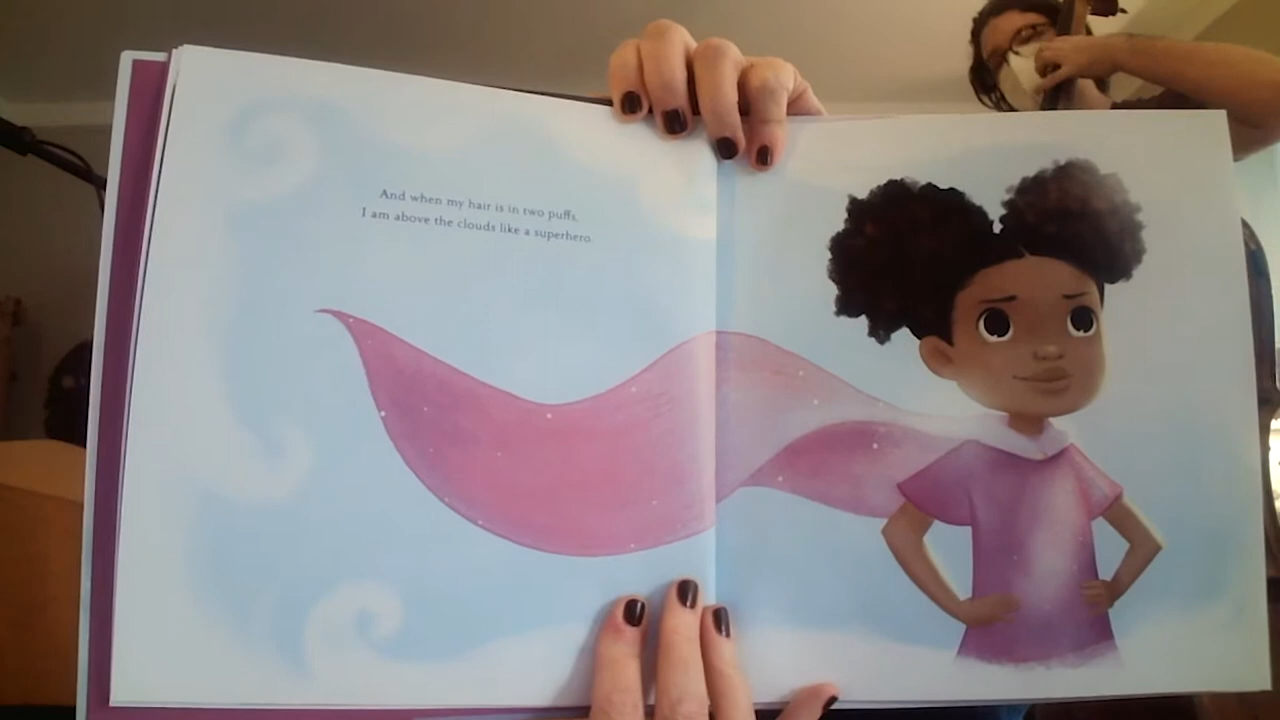 And when my hair is in two puffs,
I am above the clouds like a superhero.